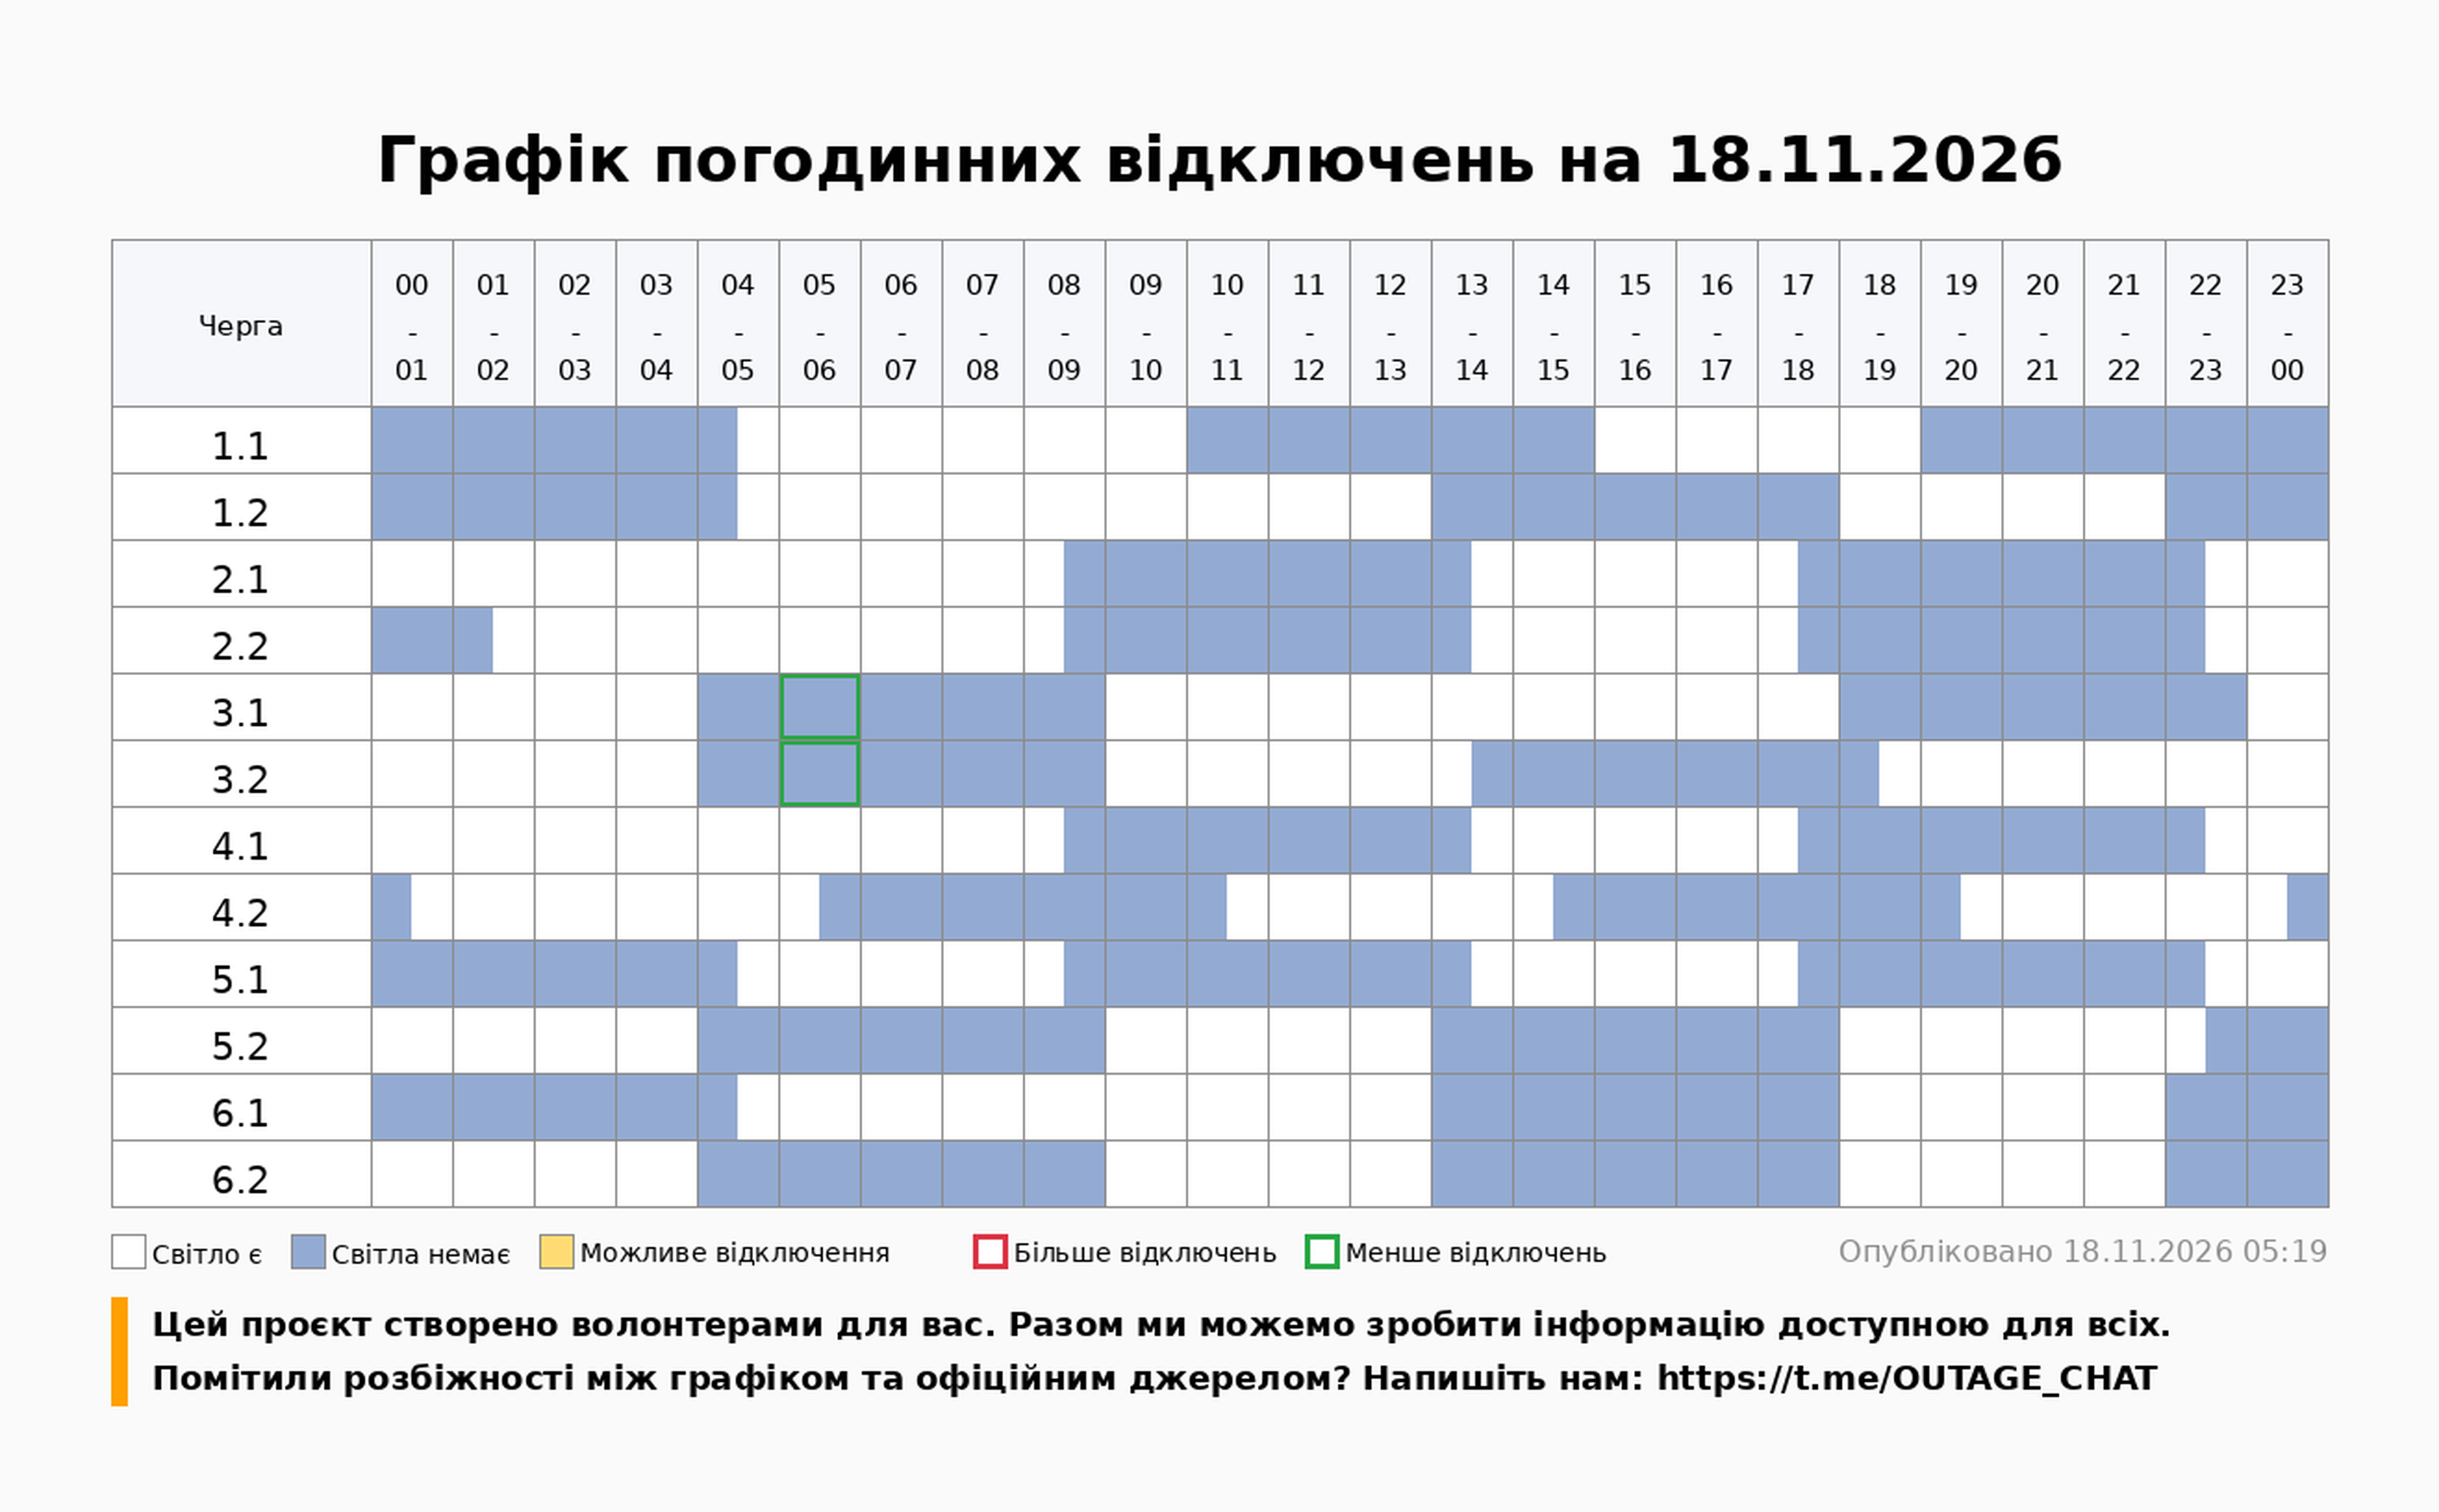 Графік погодинних відключень на 18.11.2026
Черга
00 - 01
01 - 02
02 - 03
03 - 04
04 - 05
05 - 06
06 - 07
07 - 08
08 - 09
09 - 10
10 - 11
11 - 12
12 - 13
13 - 14
14 - 15
15 - 16
16 - 17
17 - 18
18 - 19
19 - 20
20 - 21
21 - 22
22 - 23
23 - 00
1.1
1.2
2.1
2.2
3.1
3.2
4.1
4.2
5.1
5.2
6.1
6.2
Світло є
Світла немає
Можливе відключення
Більше відключень
Менше відключень
Опубліковано 18.11.2026 05:19
Цей проєкт створено волонтерами для вас. Разом ми можемо зробити інформацію доступною для всіх.
Помітили розбіжності між графіком та офіційним джерелом? Напишіть нам: https://t.me/OUTAGE_CHAT